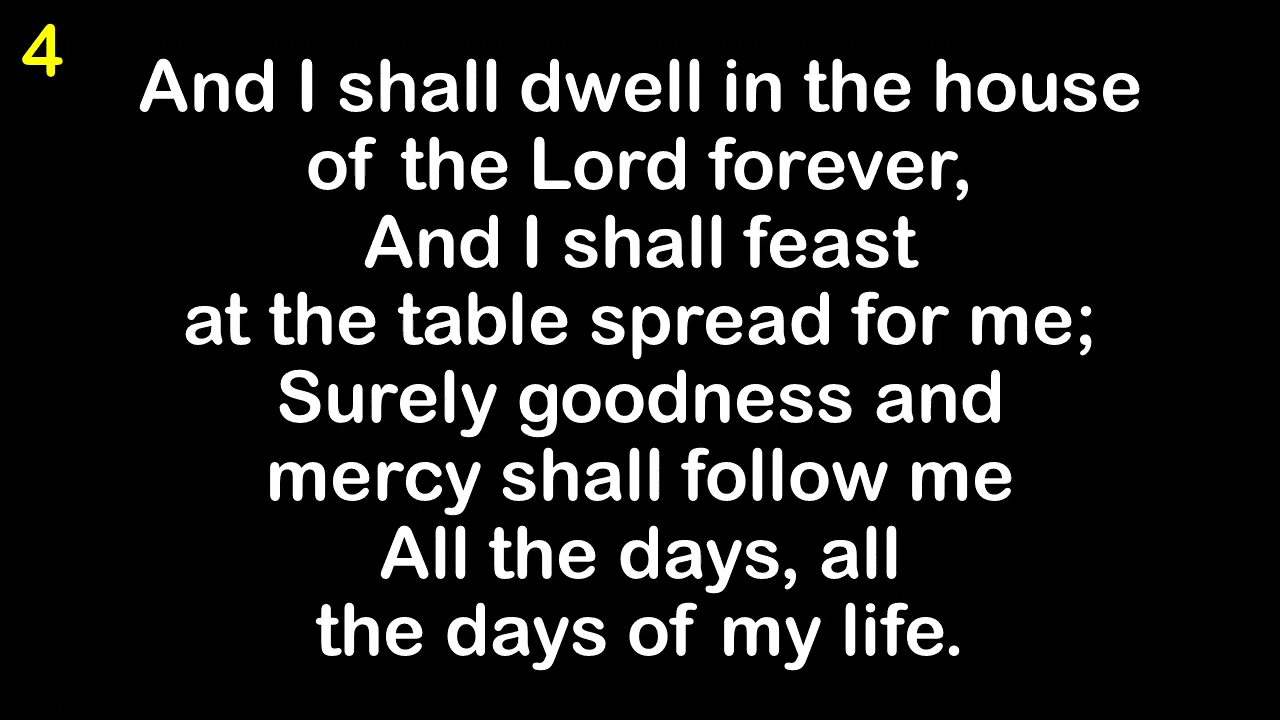 4
And I shall dwell in the house
of the Lord forever,
And I shall feast
at the table spread for me;
Surely goodness and
mercy shall follow me
All the days, all
the days of my life.